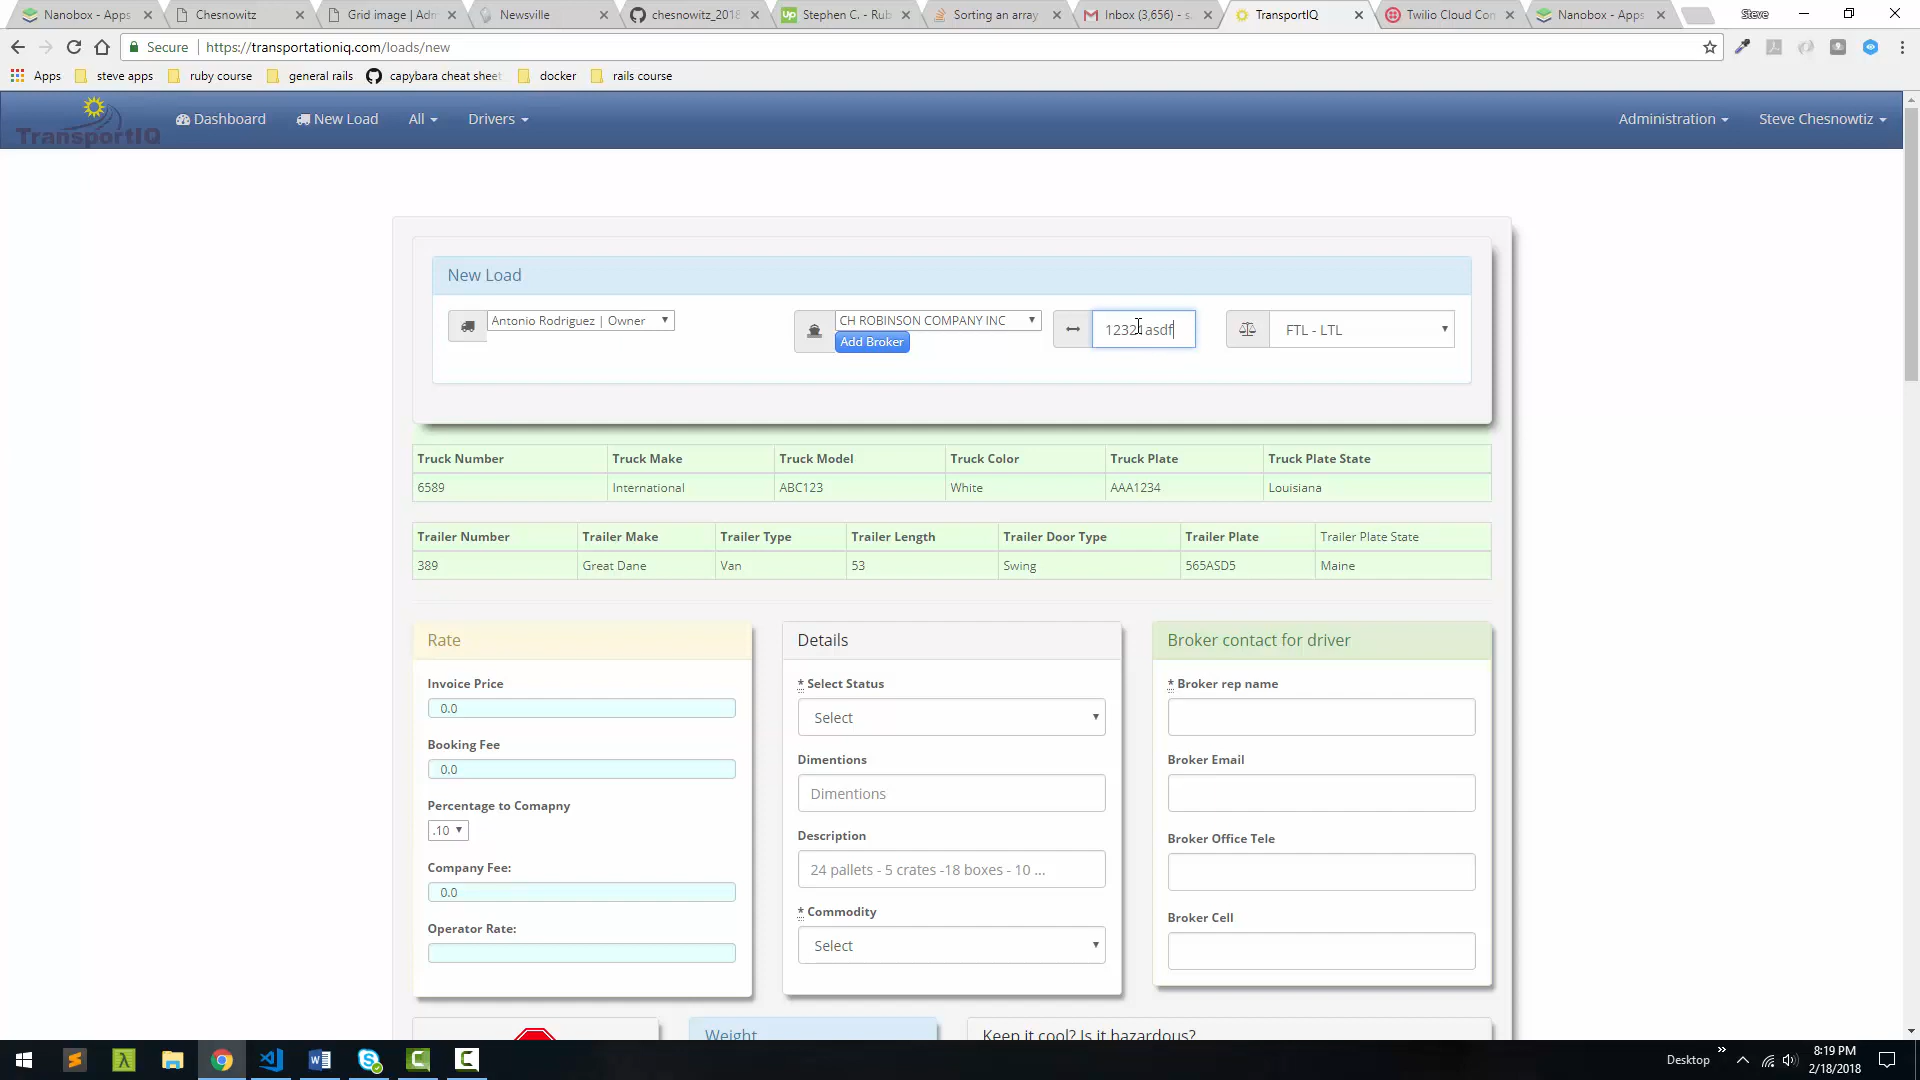 Nanobox - Apps
Chesnowitz
Grid image | Adm
Newsville
chesnowitz_2018
Stephen C. - Rub
Sorting an array
Inbox (3,656) - s
TransportIQ
Twilio Cloud Con
Nanobox - Apps
Steve
Secure
https://transportationiq.com/loads/new
Apps
steve apps
ruby course
general rails
capybara cheat sheet
docker
rails course
TransportIQ
Dashboard
New Load
All
Drivers
Administration
Steve Chesnowtiz
New Load
Antonio Rodriguez | Owner
CH ROBINSON COMPANY INC
Add Broker
12321asdf
FTL - LTL
Truck Number Truck Make Truck Model Truck Color Truck Plate Truck Plate State
6589 International ABC123 White AAA1234 Louisiana
Trailer Number Trailer Make Trailer Type Trailer Length Trailer Door Type Trailer Plate Trailer Plate State
389 Great Dane Van 53 Swing 565ASD5 Maine
Rate
Invoice Price
0.0
Booking Fee
0.0
Percentage to Comapny
.10
Company Fee:
0.0
Operator Rate:
Details
* Select Status
Select
Dimentions
Dimentions
Description
24 pallets - 5 crates -18 boxes - 10 ...
* Commodity
Select
Broker contact for driver
* Broker rep name
Broker Email
Broker Office Tele
Broker Cell
Weight
Keep it cool? Is it hazardous?
Desktop
8:19 PM
2/18/2018